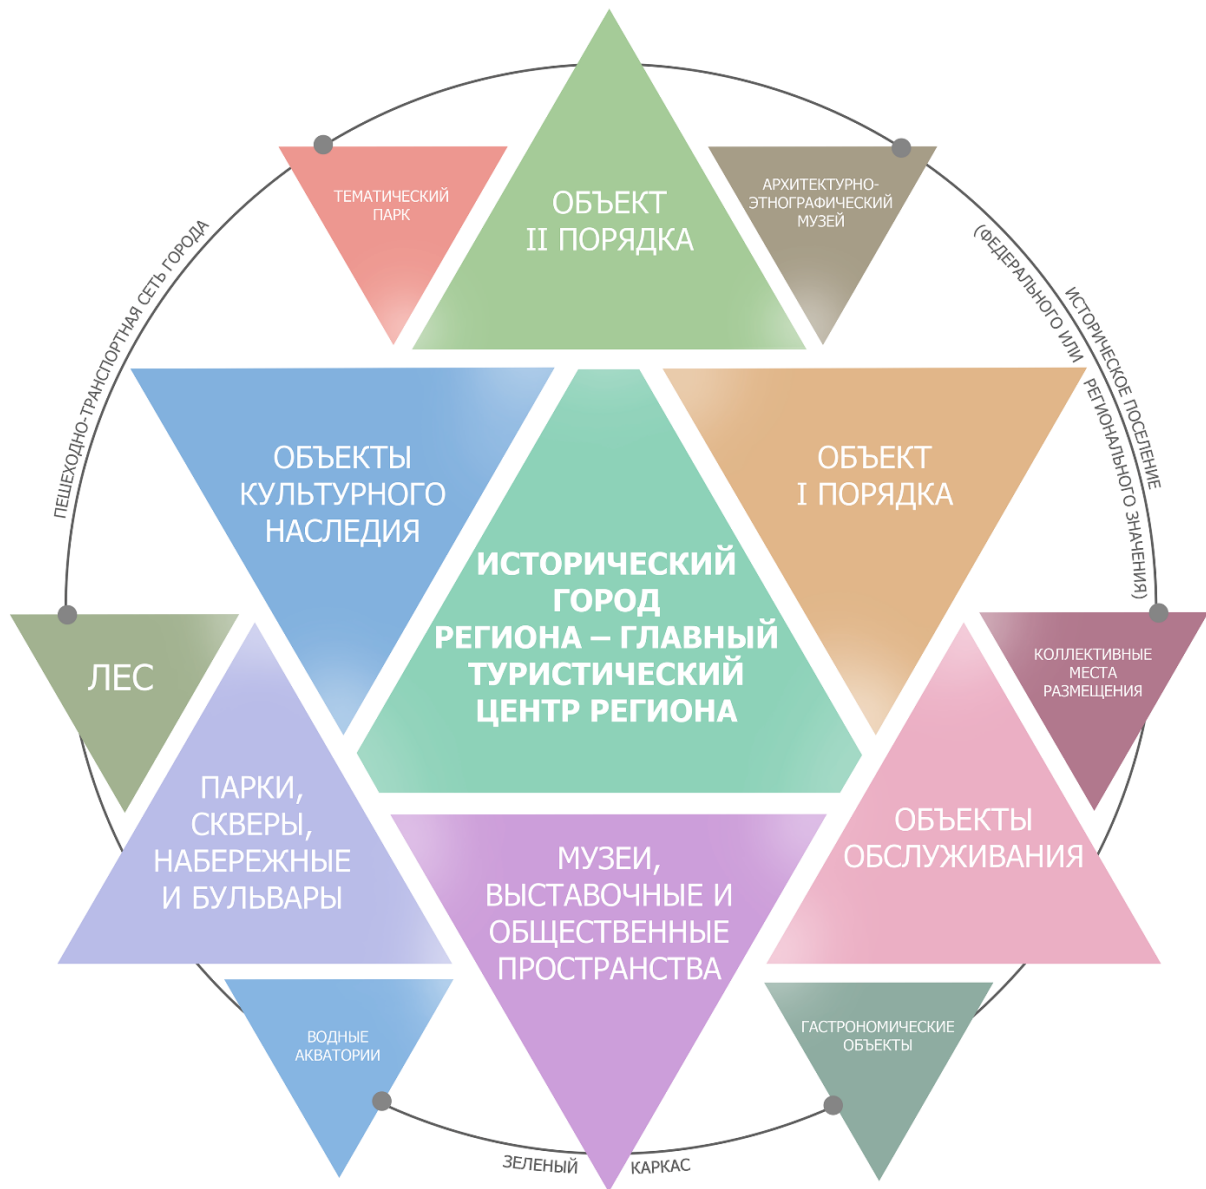 ТЕМАТИЧЕСКИЙ
ПАРК
ОБЪЕКТ
II ПОРЯДКА
АРХИТЕКТУРНО-
ЭТНОГРАФИЧЕСКИЙ
МУЗЕЙ
ПЕШЕХОДНО-ТРАНСПОРТНАЯ СЕТЬ ГОРОДА
ИСТОРИЧЕСКОЕ ПОСЕЛЕНИЕ
(ФЕДЕРАЛЬНОГО ИЛИ РЕГИОНАЛЬНОГО ЗНАЧЕНИЯ)
ОБЪЕКТЫ
КУЛЬТУРНОГО
НАСЛЕДИЯ
ОБЪЕКТ
I ПОРЯДКА
ИСТОРИЧЕСКИЙ
ГОРОД
РЕГИОНА – ГЛАВНЫЙ
ТУРИСТИЧЕСКИЙ
ЦЕНТР РЕГИОНА
ЛЕС
КОЛЛЕКТИВНЫЕ
МЕСТА
РАЗМЕЩЕНИЯ
ПАРКИ,
СКВЕРЫ,
НАБЕРЕЖНЫЕ
И БУЛЬВАРЫ
МУЗЕИ,
ВЫСТАВОЧНЫЕ И
ОБЩЕСТВЕННЫЕ
ПРОСТРАНСТВА
ОБЪЕКТЫ
ОБСЛУЖИВАНИЯ
ВОДНЫЕ
АКВАТОРИИ
ГАСТРОНОМИЧЕСКИЕ
ОБЪЕКТЫ
ЗЕЛЕНЫЙ КАРКАС